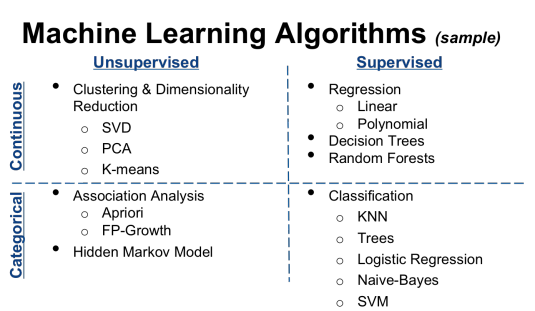 Machine Learning Algorithms (sample)
Unsupervised
Supervised
Continuous
• Clustering & Dimensionality
Reduction
o SVD
o PCA
o K-means
• Regression
o Linear
o Polynomial
• Decision Trees
• Random Forests
Categorical
• Association Analysis
o Apriori
o FP-Growth
• Hidden Markov Model
• Classification
o KNN
o Trees
o Logistic Regression
o Naive-Bayes
o SVM